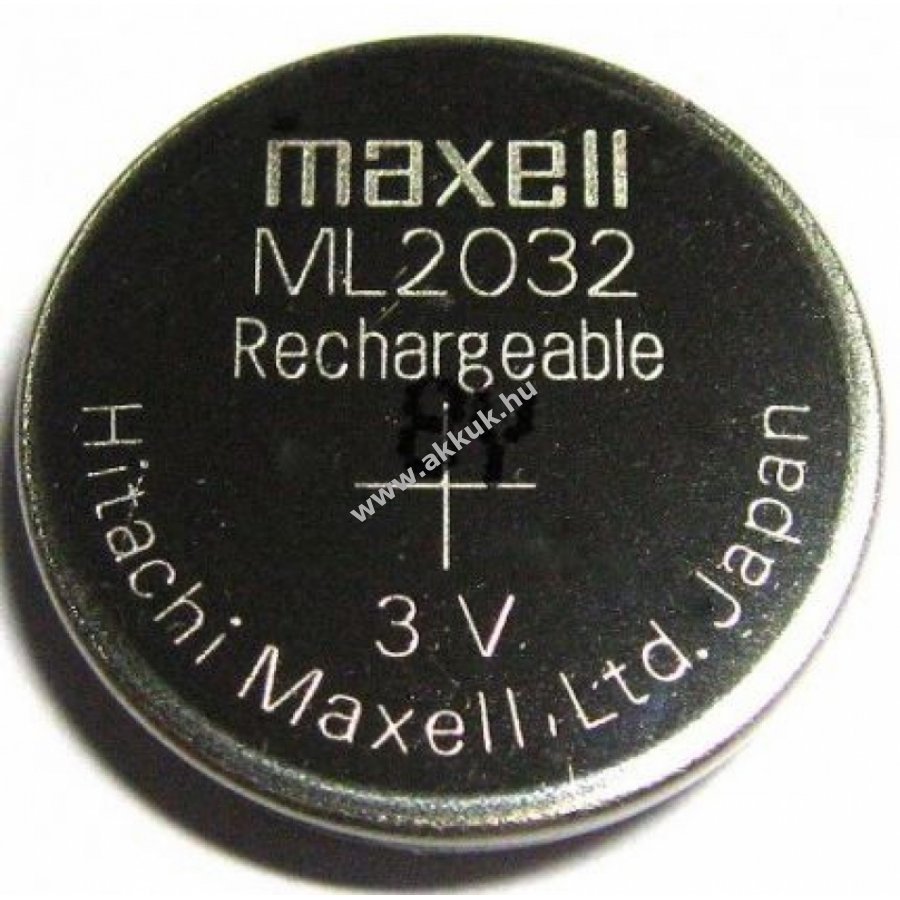 maxell
ML2032
Rechargeable
www.akkuk.hu
+
3 V
Hitachi Maxell, Ltd. Japan